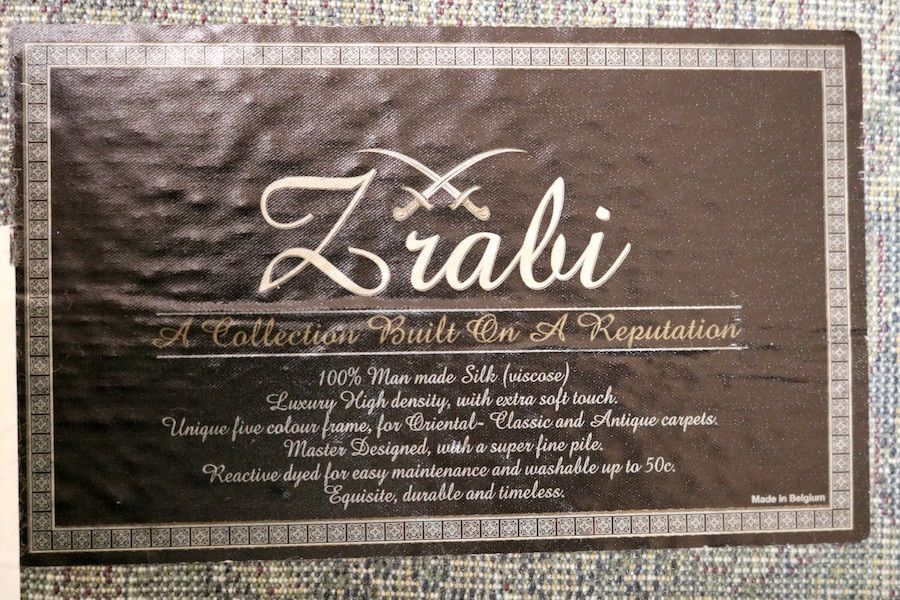 Zrabi
A Collection Built On A Reputation
100% Man made Silk (viscose)
Luxury High density, with extra soft touch.
Unique five colour frame, for Oriental- Classic and Antique carpets.
Master Designed, with a super fine pile.
Reactive dyed for easy maintenance and washable up to 50c.
Equisite, durable and timeless.
Made in Belgium